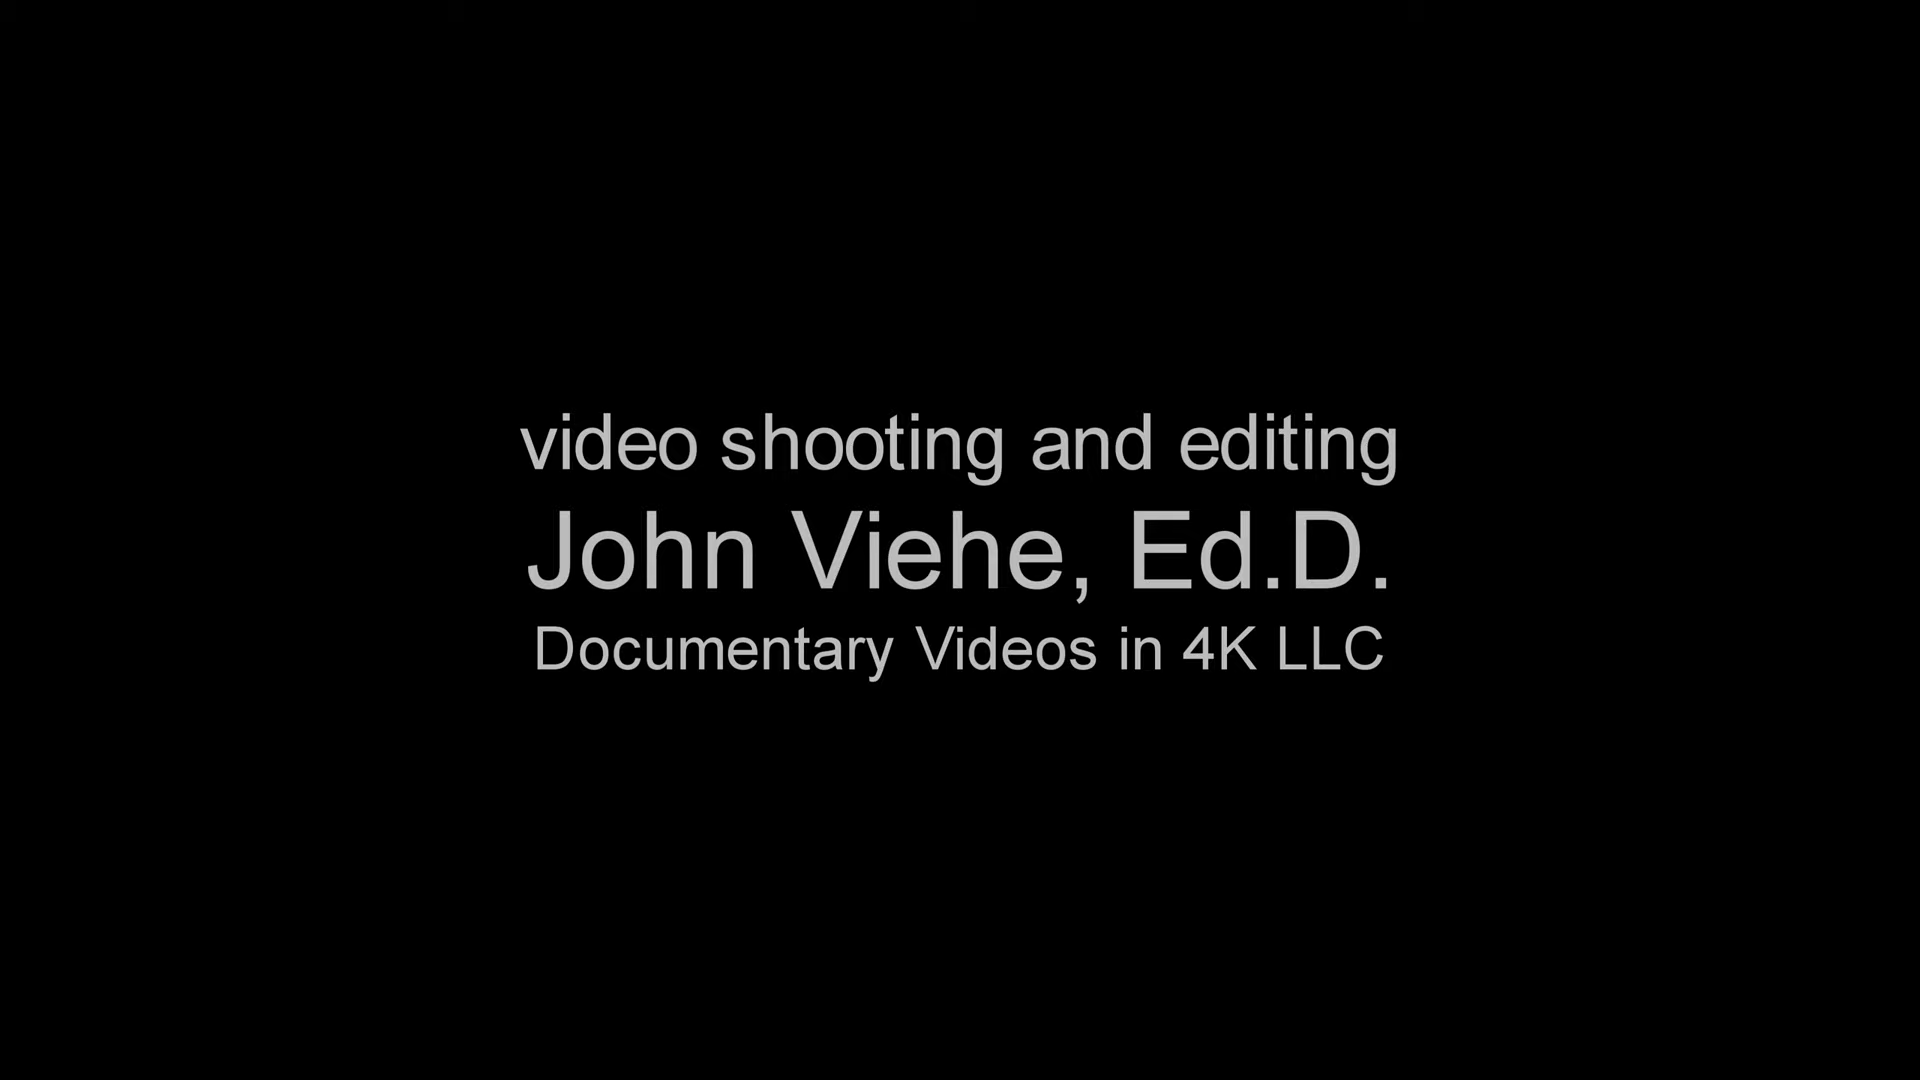 video shooting and editing
John Viehe, Ed.D.
Documentary Videos in 4K LLC